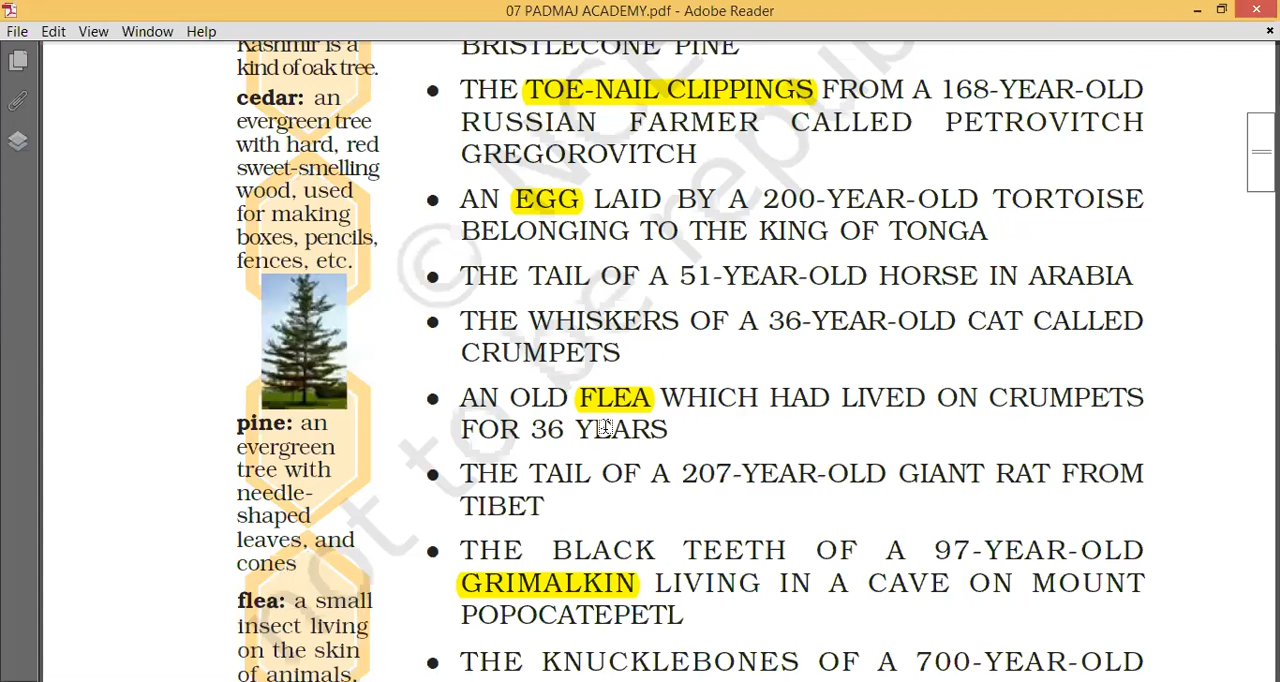 07 PADMAJ ACADEMY.pdf - Adobe Reader
File Edit View Window Help
Kashmir is a
kind of oak tree.
cedar: an
evergreen tree
with hard, red
sweet-smelling
wood, used
for making
boxes, pencils,
fences, etc.
pine: an
evergreen
tree with
needle-
shaped
leaves, and
cones
flea: a small
insect living
on the skin
of animals.
BRISTLECONE PINE
• THE TOE-NAIL CLIPPINGS FROM A 168-YEAR-OLD
RUSSIAN FARMER CALLED PETROVITCH
GREGOROVITCH
• AN EGG LAID BY A 200-YEAR-OLD TORTOISE
BELONGING TO THE KING OF TONGA
• THE TAIL OF A 51-YEAR-OLD HORSE IN ARABIA
• THE WHISKERS OF A 36-YEAR-OLD CAT CALLED
CRUMPETS
• AN OLD FLEA WHICH HAD LIVED ON CRUMPETS
FOR 36 YEARS
• THE TAIL OF A 207-YEAR-OLD GIANT RAT FROM
TIBET
• THE BLACK TEETH OF A 97-YEAR-OLD
GRIMALKIN LIVING IN A CAVE ON MOUNT
POPOCATEPETL
• THE KNUCKLEBONES OF A 700-YEAR-OLD
© NCE
not to be republ